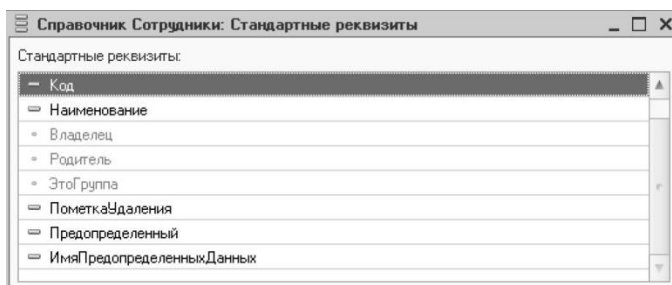 Справочник Сотрудники: Стандартные реквизиты
Стандартные реквизиты:
Код
Наименование
Владелец
Родитель
ЭтоГруппа
ПометкаУдаления
Предопределенный
ИмяПредопределенныхДанных